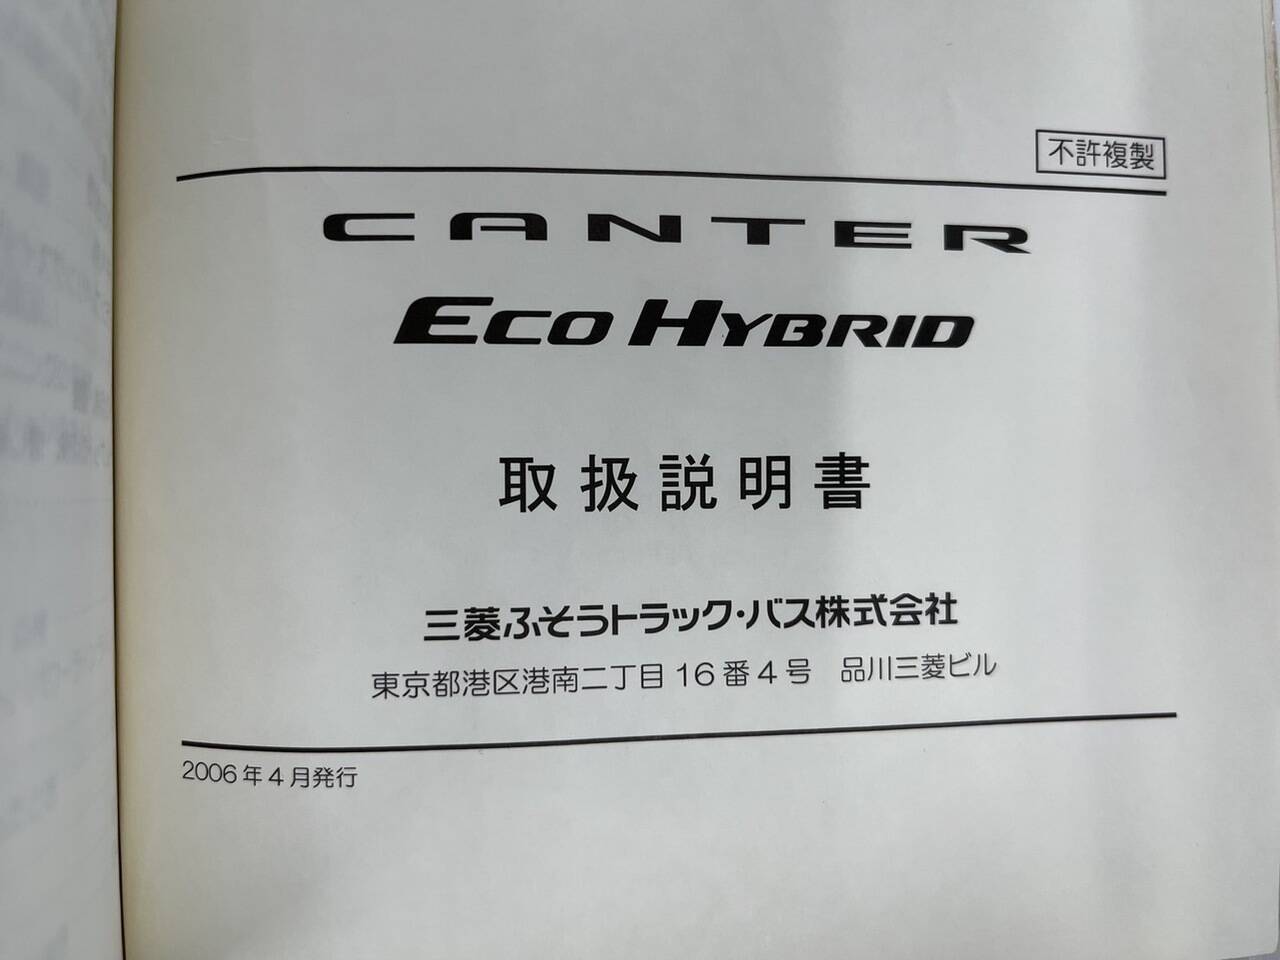 不許複製
CANTER
ECO HYBRID
取扱説明書
三菱ふそうトラック・バス株式会社
東京都港区港南二丁目16番4号 品川三菱ビル
2006年4月発行